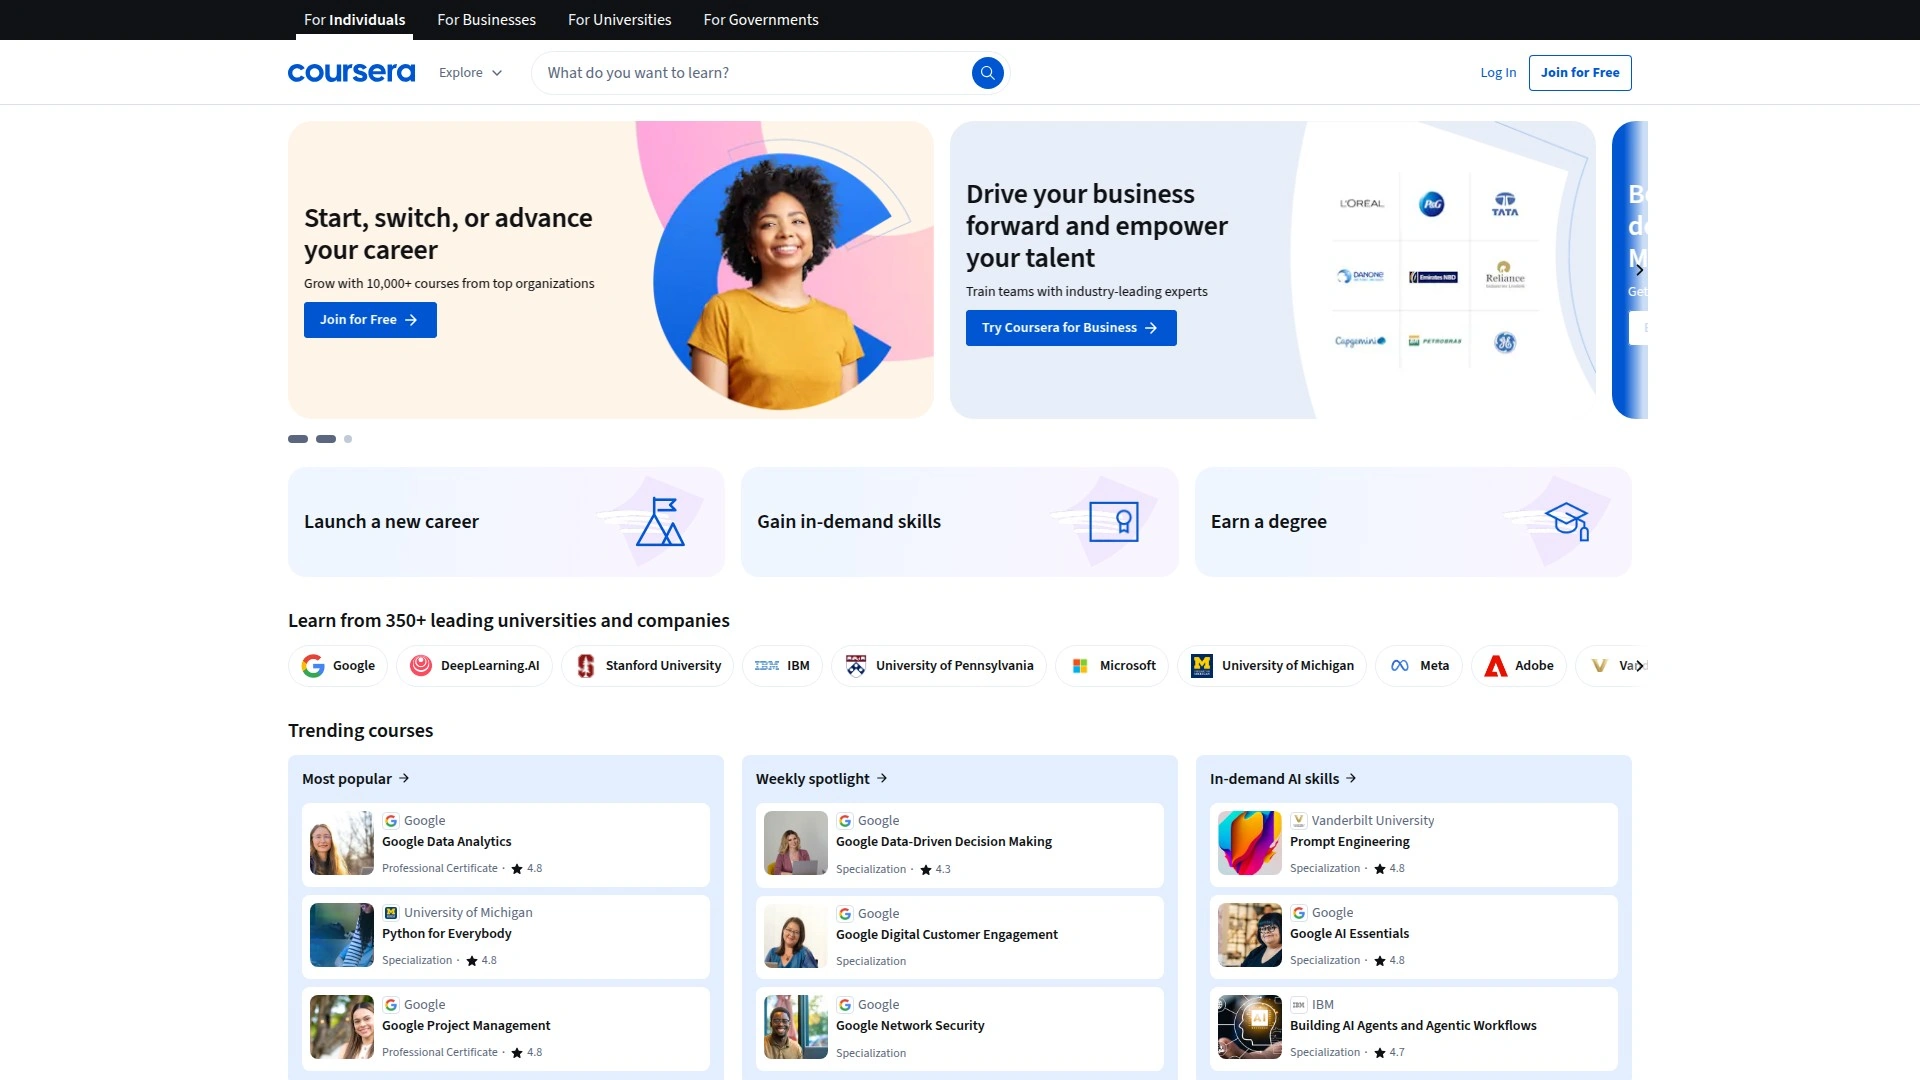 For Individuals
For Businesses
For Universities
For Governments
coursera
Explore
What do you want to learn?
Log In
Join for Free
Start, switch, or advance
your career
Grow with 10,000+ courses from top organizations
Join for Free
Drive your business
forward and empower
your talent
Train teams with industry-leading experts
Try Coursera for Business
L'ORÉAL
P&G
TATA
DANONE
Emirates NBD
Reliance
Capgemini
PETROBRAS
GE
Launch a new career
Gain in-demand skills
Earn a degree
Learn from 350+ leading universities and companies
Google
DeepLearning.AI
Stanford University
IBM IBM
University of Pennsylvania
Microsoft
University of Michigan
Meta
Adobe
Trending courses
Most popular
Google
Google Data Analytics
Professional Certificate · 4.8
University of Michigan
Python for Everybody
Specialization · 4.8
Google
Google Project Management
Professional Certificate · 4.8
Weekly spotlight
Google
Google Data-Driven Decision Making
Specialization · 4.3
Google
Google Digital Customer Engagement
Specialization
Google
Google Network Security
Specialization
In-demand AI skills
Vanderbilt University
Prompt Engineering
Specialization · 4.8
Google
Google AI Essentials
Specialization · 4.8
IBM IBM
Building AI Agents and Agentic Workflows
AI
Specialization · 4.7